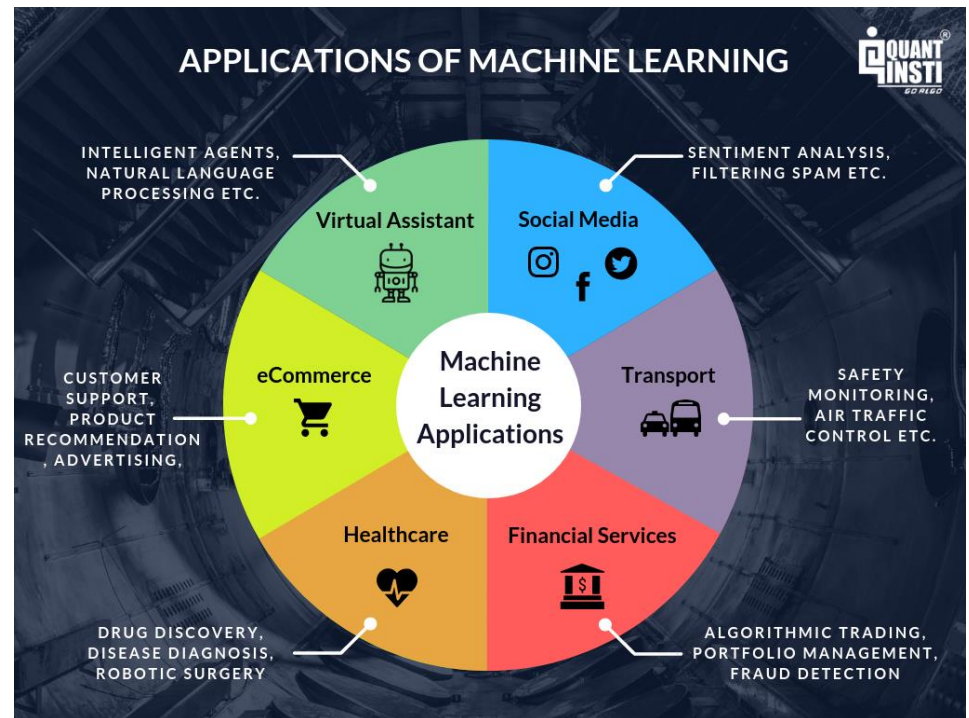 APPLICATIONS OF MACHINE LEARNING
QUANT
INSTI
®
GO ALGO
INTELLIGENT AGENTS,
NATURAL LANGUAGE
PROCESSING ETC.
SENTIMENT ANALYSIS,
FILTERING SPAM ETC.
Virtual Assistant
Social Media
eCommerce
Machine
Learning
Applications
Transport
CUSTOMER
SUPPORT,
PRODUCT
RECOMMENDATION
, ADVERTISING,
SAFETY
MONITORING,
AIR TRAFFIC
CONTROL ETC.
Healthcare
Financial Services
$
DRUG DISCOVERY,
DISEASE DIAGNOSIS,
ROBOTIC SURGERY
ALGORITHMIC TRADING,
PORTFOLIO MANAGEMENT,
FRAUD DETECTION